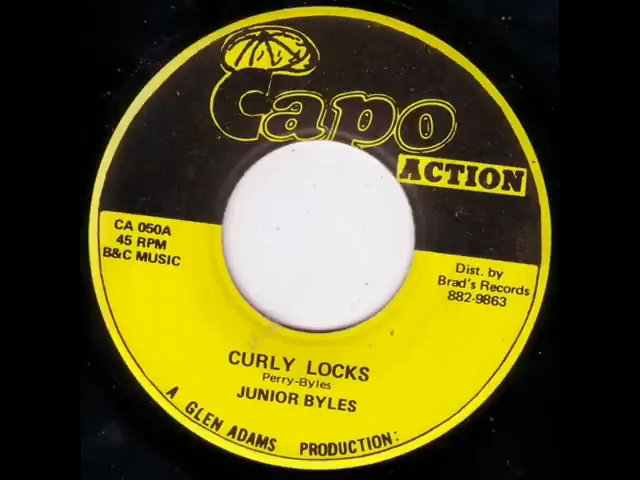 Capo
ACTION
CA 050A
45 RPM
B&C MUSIC
Dist. by
Brad's Records
882-9863
CURLY LOCKS
Perry-Byles
JUNIOR BYLES
A GLEN ADAMS PRODUCTION: